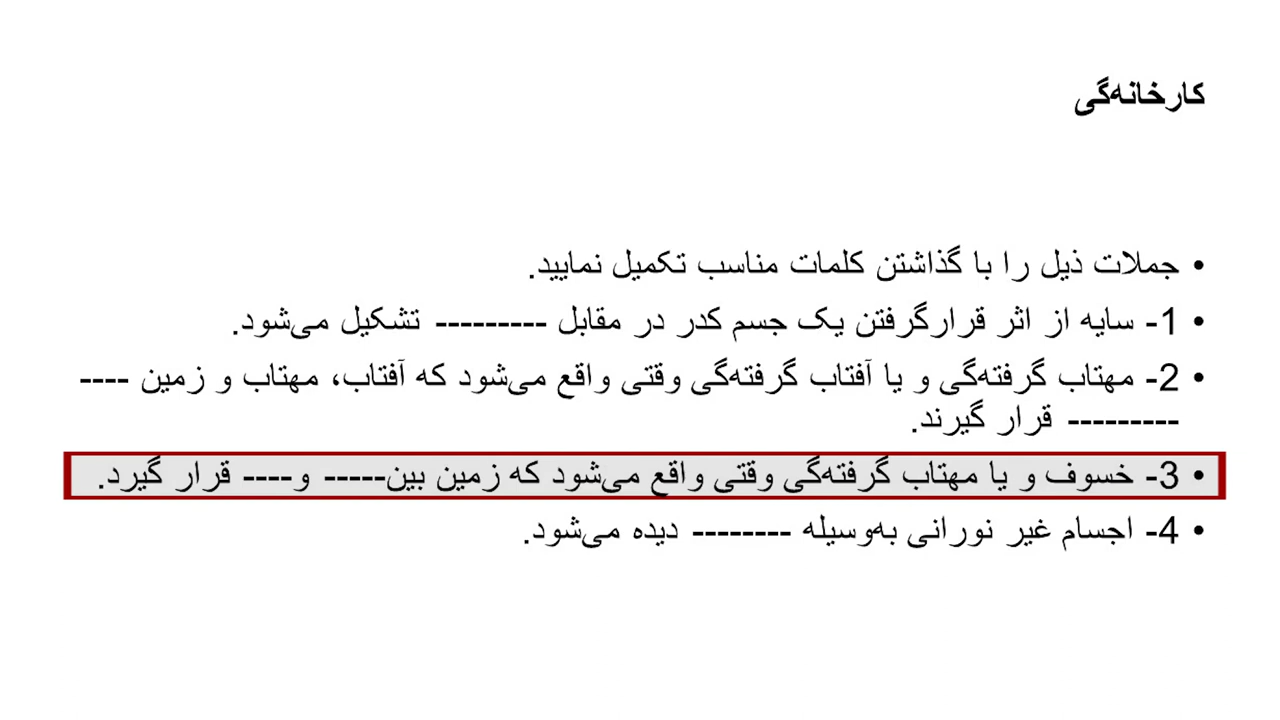 کارخانه‌گی
• جملات ذیل را با گذاشتن کلمات مناسب تکمیل نمایید.
• 1- سایه از اثر قرارگرفتن یک جسم کدر در مقابل --------- تشکیل می‌شود.
• 2- مهتاب گرفته‌گی و یا آفتاب گرفته‌گی وقتی واقع می‌شود که آفتاب، مهتاب و زمین ----
--------- قرار گیرند.
• 3- خسوف و یا مهتاب گرفته‌گی وقتی واقع می‌شود که زمین بین----- و---- قرار گیرد.
• 4- اجسام غیر نورانی به‌وسیله -------- دیده می‌شود.